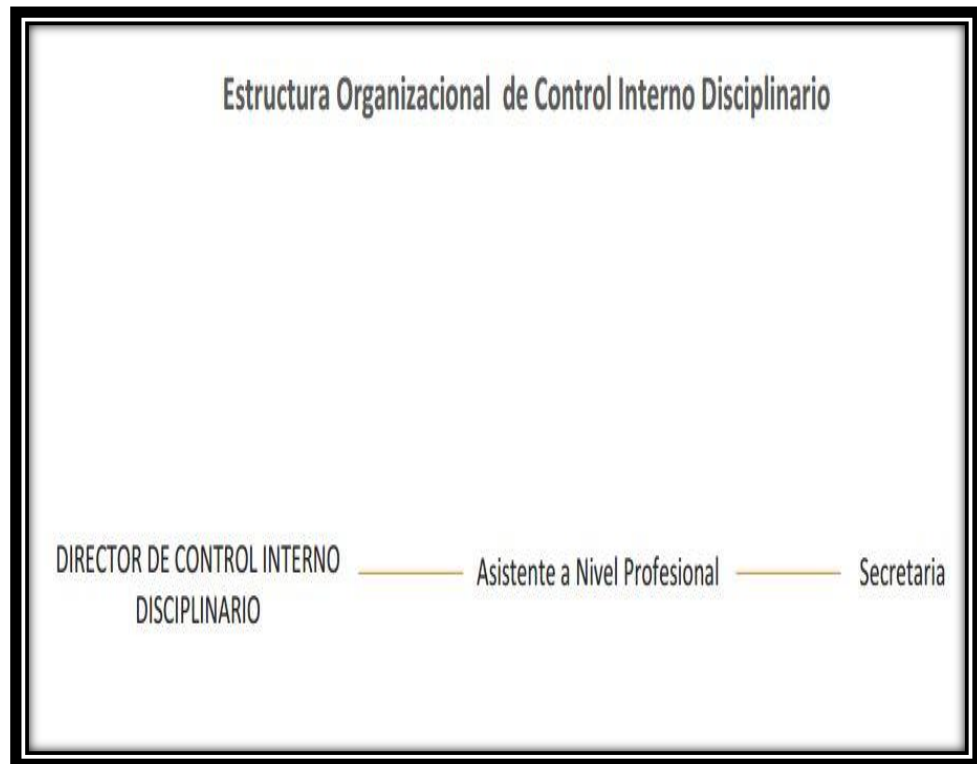 Estructura Organizacional de Control Interno Disciplinario
DIRECTOR DE CONTROL INTERNO
DISCIPLINARIO
Asistente a Nivel Profesional
Secretaria